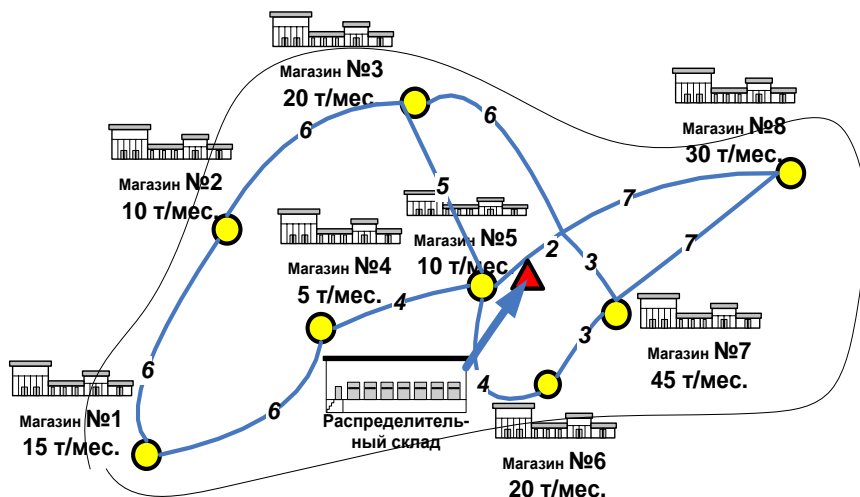 Магазин №3
20 т/мес.
6
6
Магазин №8
30 т/мес.
Магазин №2
10 т/мес.
5
7
Магазин №4
5 т/мес.
Магазин №5
10 т/мес.
2
3
7
4
6
3
Магазин №7
45 т/мес.
4
6
Магазин №1
15 т/мес.
Распределитель-
ный склад
Магазин №6
20 т/мес.